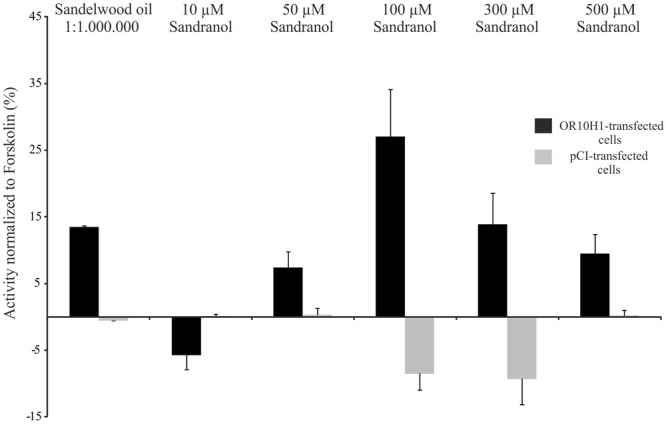 Sandelwood oil
1:1.000.000
10 µM
Sandranol
50 µM
Sandranol
100 µM
Sandranol
300 µM
Sandranol
500 µM
Sandranol
Activity normalized to Forskolin (%)
45
35
25
15
5
-5
-15
OR10H1-transfected
cells
pCI-transfected
cells